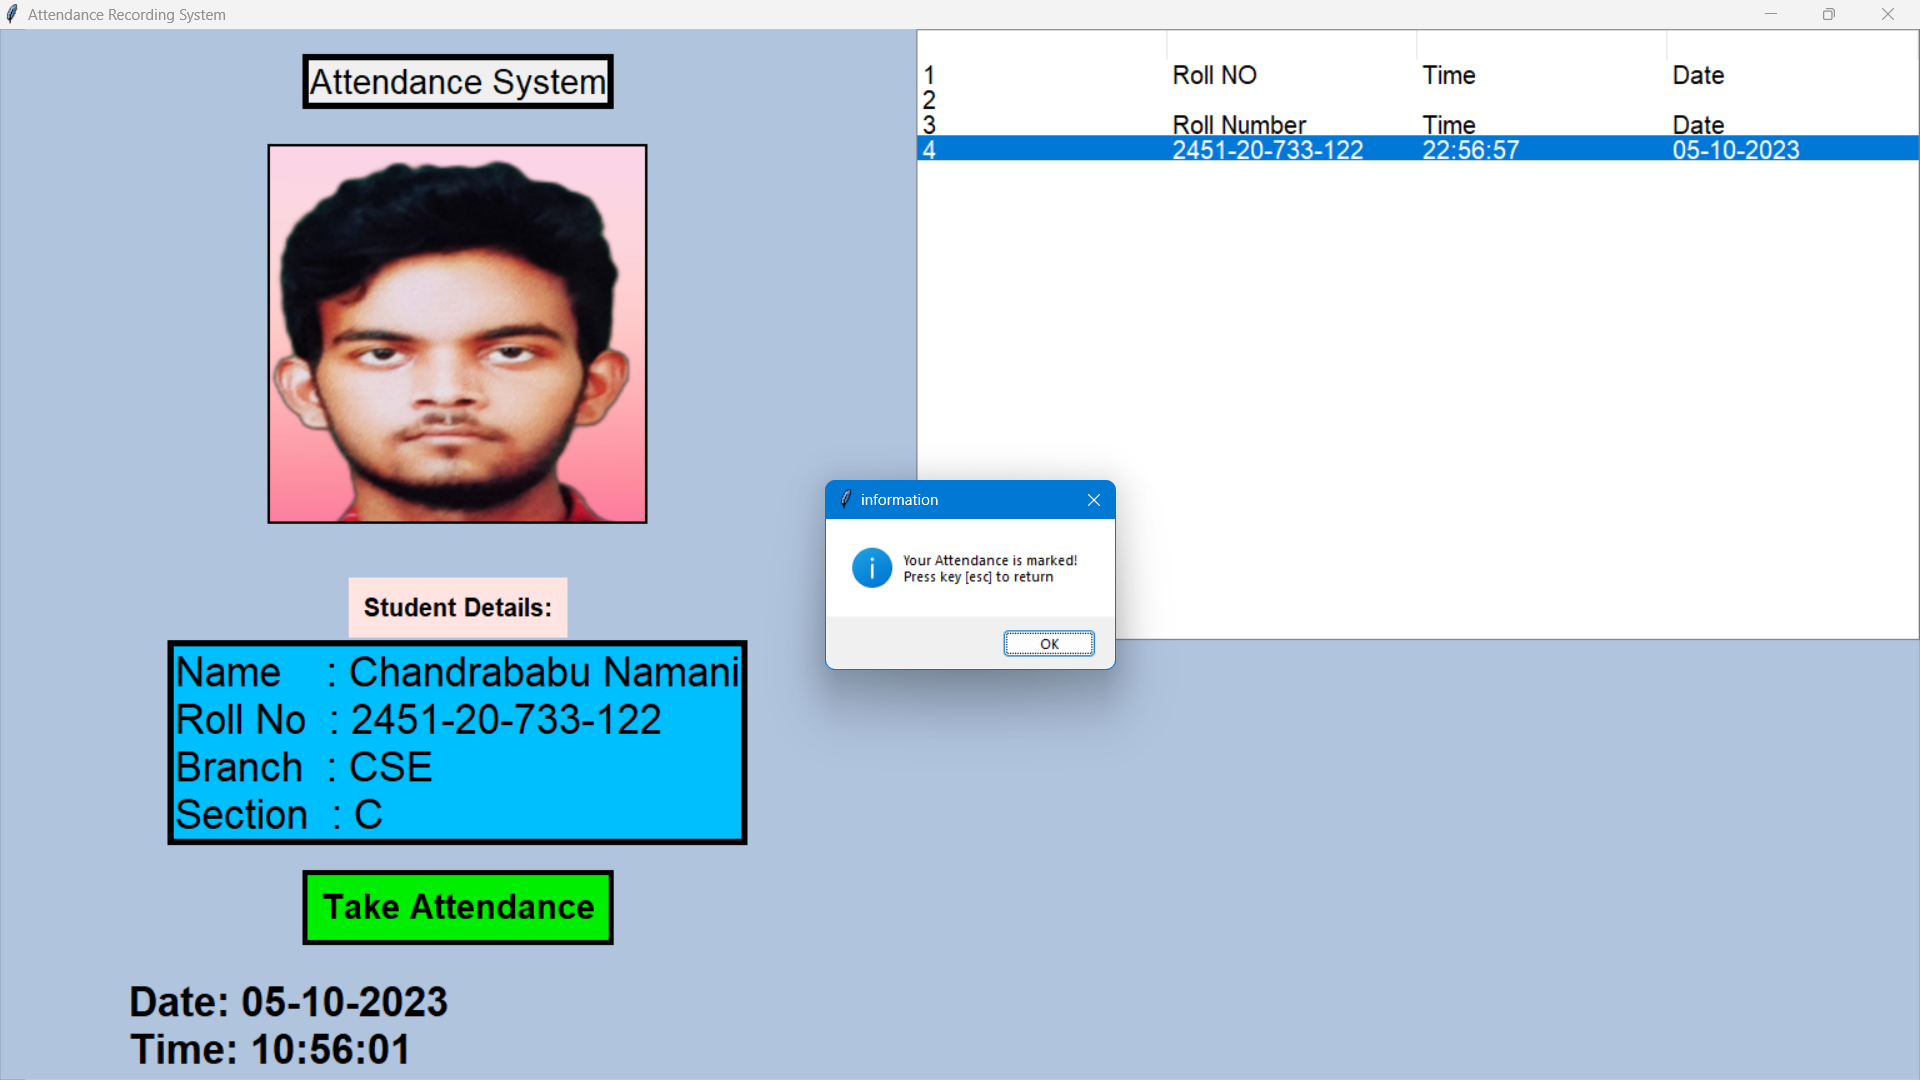 Attendance Recording System
Attendance System
Student Details:
Name : Chandrababu Namani
Roll No : 2451-20-733-122
Branch : CSE
Section : C
Take Attendance
Date: 05-10-2023
Time: 10:56:01
1 Roll NO Time Date
2
3 Roll Number Time Date
4 2451-20-733-122 22:56:57 05-10-2023
information
Your Attendance is marked!
Press key [esc] to return
OK